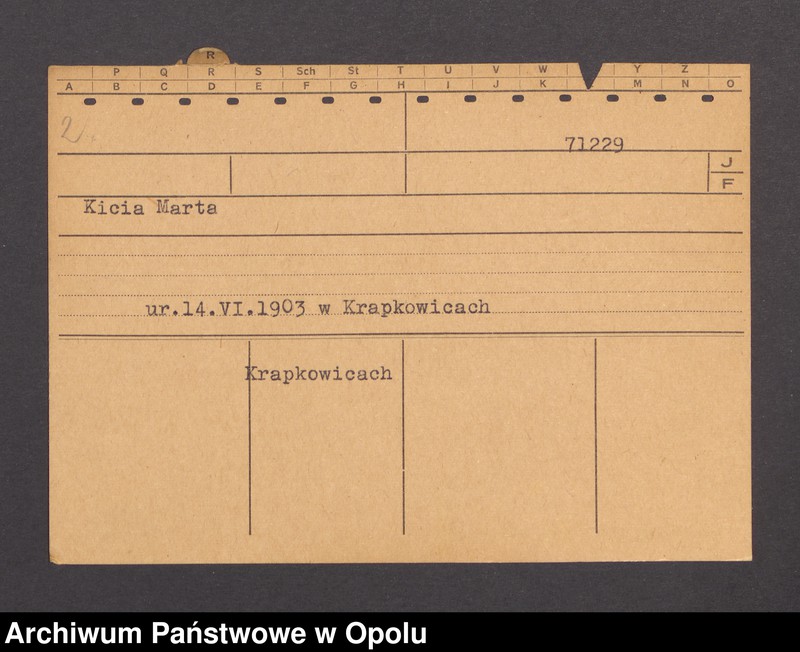 R
P Q R S Sch St T U V W Y Z
A B C D E F G H I J K M N O
2
71229
J
F
Kicia Marta
ur.14.VI.1903 w Krapkowicach
Krapkowicach
Archiwum Państwowe w Opolu